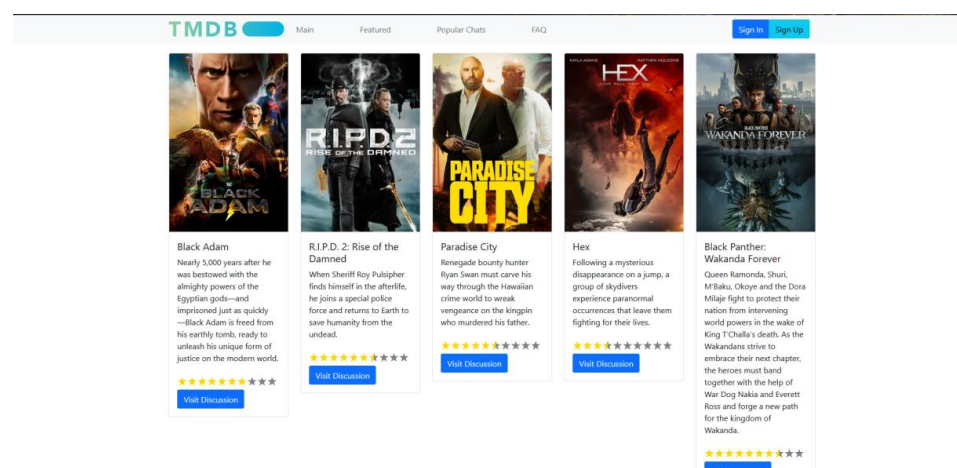 TMDB
Main
Featured
Popular Chats
FAQ
Sign In
Sign Up
BLACK
ADAM
Black Adam
Nearly 5,000 years after he
was bestowed with the
almighty powers of the
Egyptian gods—and
imprisoned just as quickly
—Black Adam is freed from
his earthly tomb, ready to
unleash his unique form of
justice on the modern world.
Visit Discussion
R.I.P.D.2
RISE OF THE DAMNED
R.I.P.D. 2: Rise of the
Damned
When Sheriff Roy Pulsipher
finds himself in the afterlife,
he joins a special police
force and returns to Earth to
save humanity from the
undead.
Visit Discussion
PARADISE
CITY
Paradise City
Renegade bounty hunter
Ryan Swan must carve his
way through the Hawaiian
crime world to wreak
vengeance on the kingpin
who murdered his father.
Visit Discussion
KAYLA ADAMS
HEX
Hex
Following a mysterious
disappearance on a jump, a
group of skydivers
experience paranormal
occurrences that leave them
fighting for their lives.
Visit Discussion
BLACK PANTHER
WAKANDA FOREVER
Black Panther:
Wakanda Forever
Queen Ramonda, Shuri,
M'Baku, Okoye and the Dora
Milaje fight to protect their
nation from intervening
world powers in the wake of
King T'Challa's death. As the
Wakandans strive to
embrace their next chapter,
the heroes must band
together with the help of
War Dog Nakia and Everett
Ross and forge a new path
for the kingdom of
Wakanda.